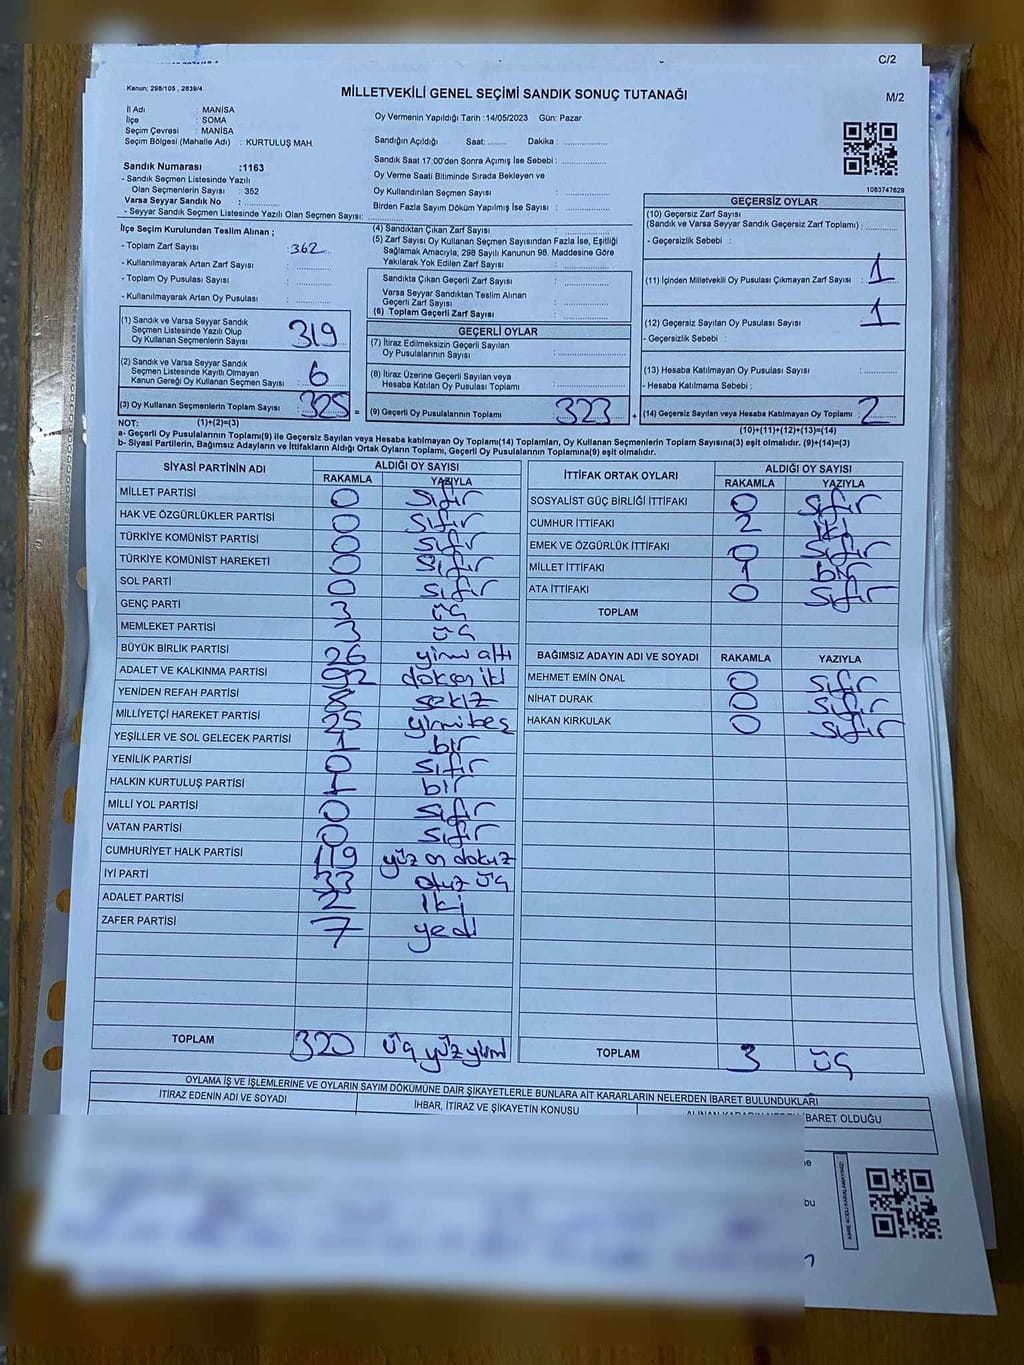 C/2
Kanun; 298/105 , 2839/4
MİLLETVEKİLİ GENEL SEÇİMİ SANDIK SONUÇ TUTANAĞI
M/2
İl Adı : MANİSA
İlçe : SOMA
Seçim Çevresi : MANİSA
Seçim Bölgesi (Mahalle Adı) : KURTULUŞ MAH.
Oy Vermenin Yapıldığı Tarih :14/05/2023 Gün: Pazar
Sandığın Açıldığı Saat: ........ Dakika : ....................
Sandık Saat 17:00'den Sonra Açımış İse Sebebi : ....................
Oy Verme Saati Bitiminde Sırada Bekleyen ve
Oy Kullandırılan Seçmen Sayısı : ....................
Birden Fazla Sayım Döküm Yapılmış İse Sayısı : ....................
Sandık Numarası :1163
- Sandık Seçmen Listesinde Yazılı
Olan Seçmenlerin Sayısı : 352
Varsa Seyyar Sandık No : ....................
- Seyyar Sandık Seçmen Listesinde Yazılı Olan Seçmen Sayısı: ..........
1083747629
İlçe Seçim Kurulundan Teslim Alınan ;
- Toplam Zarf Sayısı : 362
- Kullanılmayarak Artan Zarf Sayısı : ..........
- Toplam Oy Pusulası Sayısı : ..........
- Kullanılmayarak Artan Oy Pusulası : ..........
(4) Sandıktan Çıkan Zarf Sayısı : ..........
(5) Zarf Sayısı Oy Kullanan Seçmen Sayısından Fazla İse, Eşitliği
Sağlamak Amacıyla; 298 Sayılı Kanunun 98. Maddesine Göre
Yakılarak Yok Edilen Zarf Sayısı : ..........
Sandıkta Çıkan Geçerli Zarf Sayısı : ..........
Varsa Seyyar Sandıktan Teslim Alınan
Geçerli Zarf Sayısı : ..........
(6) Toplam Geçerli Zarf Sayısı : ..........
GEÇERSİZ OYLAR
(10) Geçersiz Zarf Sayısı
(Sandık ve Varsa Seyyar Sandık Geçersiz Zarf Toplamı) : ..........
- Geçersizlik Sebebi :
(11) İçinden Milletvekili Oy Pusulası Çıkmayan Zarf Sayısı : 1
(12) Geçersiz Sayılan Oy Pusulası Sayısı : 1
- Geçersizlik Sebebi :
(13) Hesaba Katılmayan Oy Pusulası Sayısı : ..........
- Hesaba Katılmama Sebebi :
(14) Geçersiz Sayılan veya Hesaba Katılmayan Oy Toplamı : 2
(10)+(11)+(12)+(13)=(14)
(1) Sandık ve Varsa Seyyar Sandık
Seçmen Listesinde Yazılı Olup
Oy Kullanan Seçmen Sayısı : 319
(2) Sandık ve Varsa Seyyar Sandık
Seçmen Listesinde Kayıtlı Olmayan
Kanun Gereği Oy Kullanan Seçmen Sayısı : 6
(3) Oy Kullanan Seçmenlerin Toplam Sayısı : 325 =
(1)+(2)=(3)
GEÇERLİ OYLAR
(7) İtiraz Edilmeksizin Geçerli Sayılan
Oy Pusulalarının Sayısı : ..........
(8) İtiraz Üzerine Geçerli Sayılan veya
Hesaba Katılan Oy Pusulası Toplamı : ..........
(9) Geçerli Oy Pusulalarının Toplamı : 323 +
NOT:
a- Geçerli Oy Pusulalarının Toplamı(9) ile Geçersiz Sayılan veya Hesaba katılmayan Oy Toplamı(14) Toplamları, Oy Kullanan Seçmenlerin Toplam Sayısına(3) eşit olmalıdır. (9)+(14)=(3)
b- Siyasi Partilerin, Bağımsız Adayların ve İttifakların Aldığı Ortak Oyların Toplamı, Geçerli Oy Pusulalarının Toplamına(9) eşit olmalıdır.
SİYASİ PARTİNİN ADI ALDIĞI OY SAYISI
RAKAMLA YAZIYLA
MİLLET PARTİSİ 0 sıfır
HAK VE ÖZGÜRLÜKLER PARTİSİ 0 sıfır
TÜRKİYE KOMÜNİST PARTİSİ 0 sıfır
TÜRKİYE KOMÜNİST HAREKETİ 0 sıfır
SOL PARTİ 0 sıfır
GENÇ PARTİ 3 üç
MEMLEKET PARTİSİ 3 üç
BÜYÜK BİRLİK PARTİSİ 26 yirmi altı
ADALET VE KALKINMA PARTİSİ 92 doksan iki
YENİDEN REFAH PARTİSİ 8 sekiz
MİLLİYETÇİ HAREKET PARTİSİ 25 yirmi beş
YEŞİLLER VE SOL GELECEK PARTİSİ 1 bir
YENİLİK PARTİSİ 0 sıfır
HALKIN KURTULUŞ PARTİSİ 1 bir
MİLLİ YOL PARTİSİ 0 sıfır
VATAN PARTİSİ 0 sıfır
CUMHURİYET HALK PARTİSİ 119 yüz on dokuz
İYİ PARTİ 33 otuz üç
ADALET PARTİSİ 2 iki
ZAFER PARTİSİ 7 yedi
TOPLAM 320 üç yüz yirmi
İTTİFAK ORTAK OYLARI ALDIĞI OY SAYISI
RAKAMLA YAZIYLA
SOSYALİST GÜÇ BİRLİĞİ İTTİFAKI 0 sıfır
CUMHUR İTTİFAKI 2 iki
EMEK VE ÖZGÜRLÜK İTTİFAKI 0 sıfır
MİLLET İTTİFAKI 1 bir
ATA İTTİFAKI 0 sıfır
TOPLAM
BAĞIMSIZ ADAYIN ADI VE SOYADI RAKAMLA YAZIYLA
MEHMET EMİN ÖNAL 0 sıfır
NİHAT DURAK 0 sıfır
HAKAN KIRKULAK 0 sıfır
TOPLAM 3 üç
OYLAMA İŞ VE İŞLEMLERİNE VE OYLARIN SAYIM DÖKÜMÜNE DAİR ŞİKAYETLERLE BUNLARA AİT KARARLARIN NELERDEN İBARET BULUNDUKLARI
İTİRAZ EDENİN ADI VE SOYADI İHBAR, İTİRAZ VE ŞİKAYETİN KONUSU ALINAN KARARIN NEDEN İBARET OLDUĞU
KARE KODU KARALAMAYINIZ!